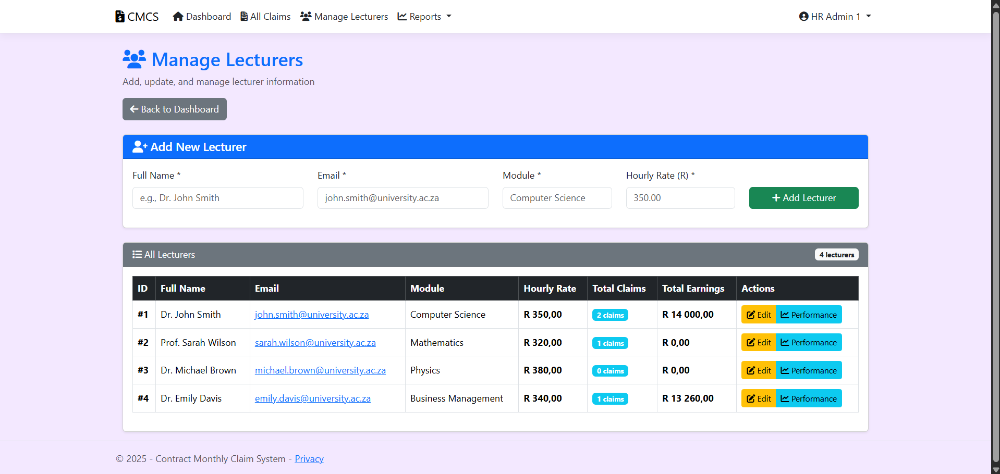 CMCS Dashboard All Claims Manage Lecturers Reports HR Admin 1
Manage Lecturers
Add, update, and manage lecturer information
Back to Dashboard
Add New Lecturer
Full Name * Email * Module * Hourly Rate (R) *
e.g., Dr. John Smith john.smith@university.ac.za Computer Science 350.00 + Add Lecturer
All Lecturers 4 lecturers
ID Full Name Email Module Hourly Rate Total Claims Total Earnings Actions
#1 Dr. John Smith john.smith@university.ac.za Computer Science R 350,00 2 claims R 14 000,00 Edit Performance
#2 Prof. Sarah Wilson sarah.wilson@university.ac.za Mathematics R 320,00 1 claims R 0,00 Edit Performance
#3 Dr. Michael Brown michael.brown@university.ac.za Physics R 380,00 0 claims R 0,00 Edit Performance
#4 Dr. Emily Davis emily.davis@university.ac.za Business Management R 340,00 1 claims R 13 260,00 Edit Performance
© 2025 - Contract Monthly Claim System - Privacy